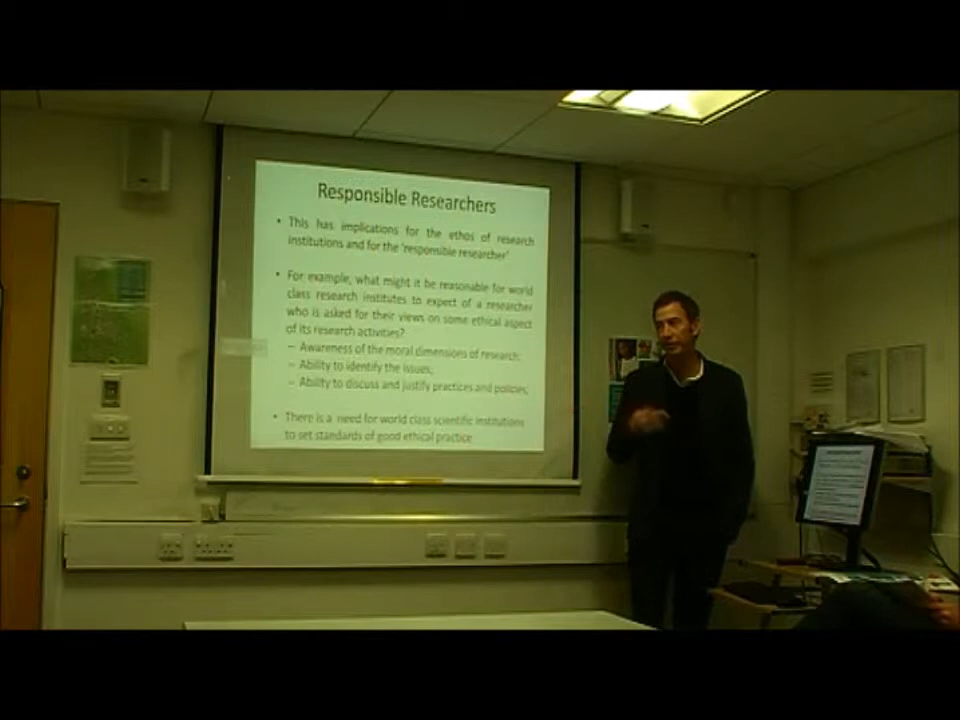 Responsible Researchers
• This has implications for the ethos of research
institutions and for the 'responsible researcher'
• For example, what might it be reasonable for world
class research institutes to expect of a researcher
who is asked for their views on some ethical aspect
of its research activities?
– Awareness of the moral dimensions of research;
– Ability to identify the issues;
– Ability to discuss and justify practices and policies;
• There is a need for world class scientific institutions
to set standards of good ethical practice